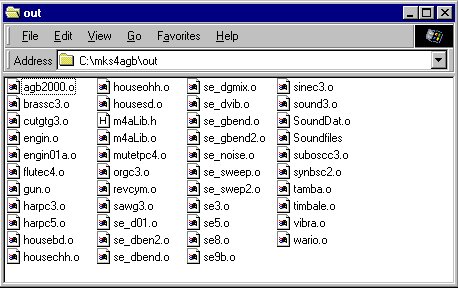 out
File Edit View Go Favorites Help
Address C:\mks4agb\out
agb2000.o
brassc3.o
cutgtg3.o
engin.o
engin01a.o
flutec4.o
gun.o
harpc3.o
harpc5.o
housebd.o
housechh.o
houseohh.o
housesd.o
m4aLib.h
m4aLib.o
mutetpc4.o
orgc3.o
revcym.o
sawg3.o
se_d01.o
se_dben2.o
se_dbend.o
se_dgmix.o
se_dvib.o
se_gbend.o
se_gbend2.o
se_noise.o
se_sweep.o
se_swep2.o
se3.o
se5.o
se8.o
se9b.o
sinec3.o
sound3.o
SoundDat.o
Soundfiles
suboscc3.o
synbsc2.o
tamba.o
timbale.o
vibra.o
wario.o